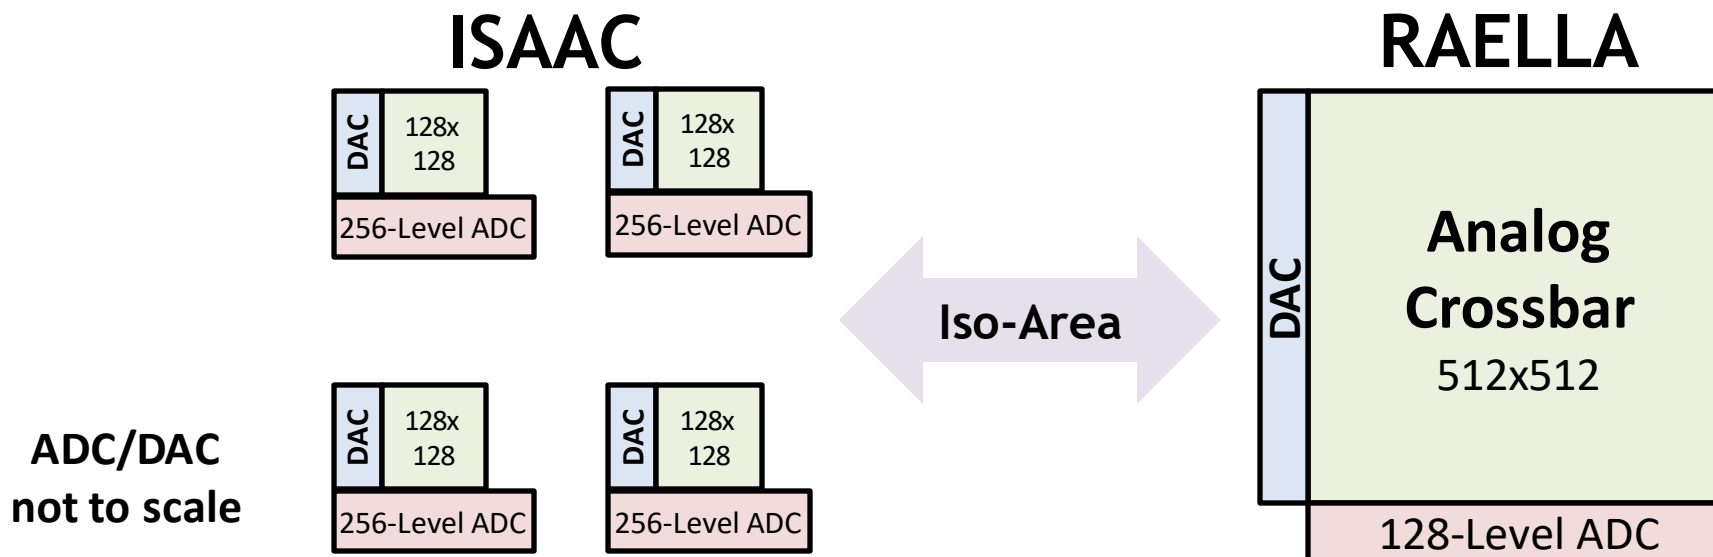 ISAAC
DAC
128x
128
256-Level ADC
DAC
128x
128
256-Level ADC
DAC
128x
128
256-Level ADC
DAC
128x
128
256-Level ADC
ADC/DAC
not to scale
Iso-Area
RAELLA
DAC
Analog
Crossbar
512x512
128-Level ADC